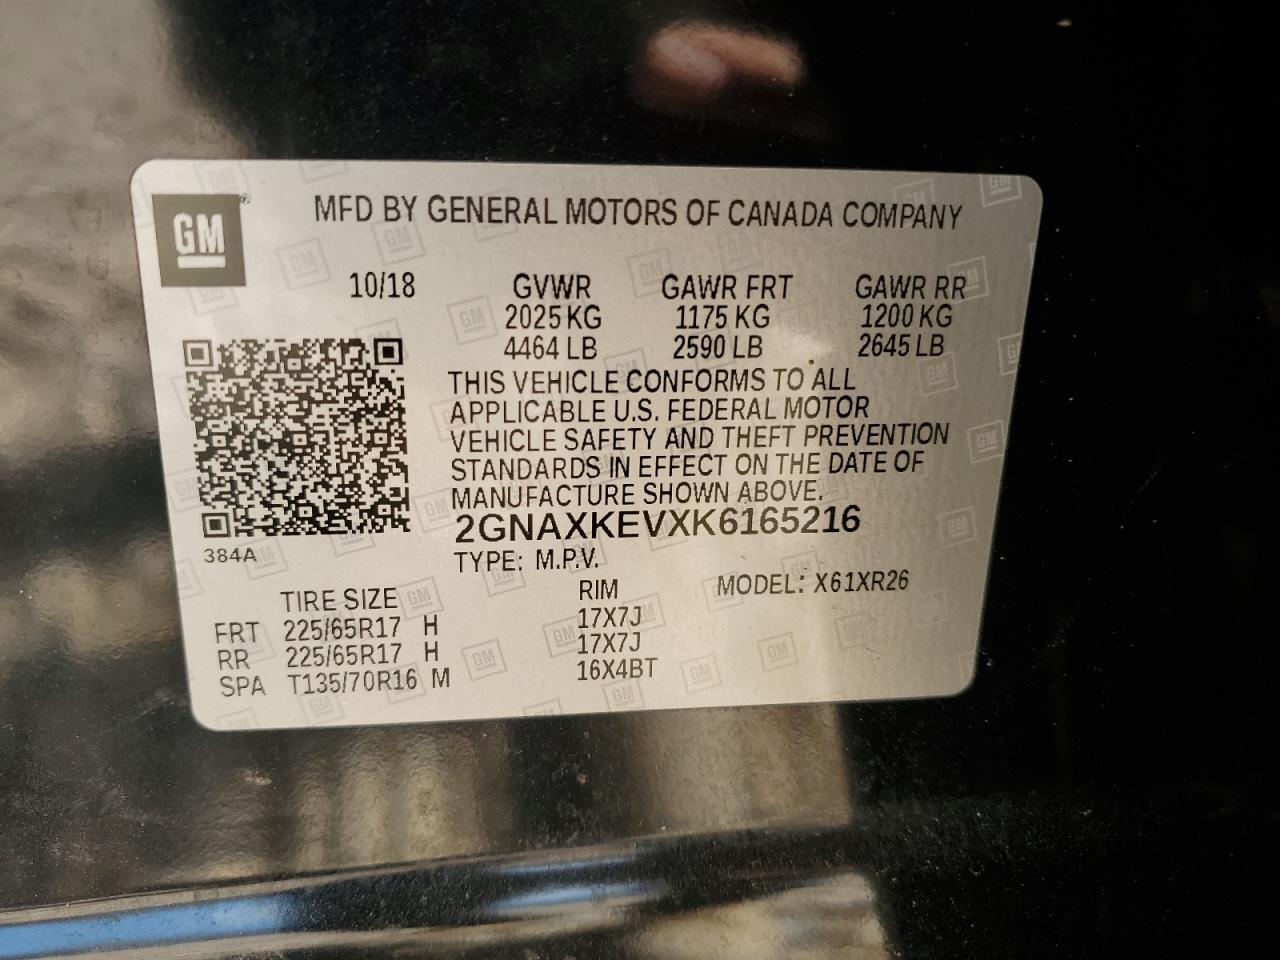 GM
MFD BY GENERAL MOTORS OF CANADA COMPANY
10/18 GVWR GAWR FRT GAWR RR
2025 KG 1175 KG 1200 KG
4464 LB 2590 LB 2645 LB
THIS VEHICLE CONFORMS TO ALL
APPLICABLE U.S. FEDERAL MOTOR
VEHICLE SAFETY AND THEFT PREVENTION
STANDARDS IN EFFECT ON THE DATE OF
MANUFACTURE SHOWN ABOVE.
2GNAXKEVXK6165216
384A
TYPE: M.P.V.
TIRE SIZE RIM MODEL: X61XR26
FRT 225/65R17 H 17X7J
RR 225/65R17 H 17X7J
SPA T135/70R16 M 16X4BT